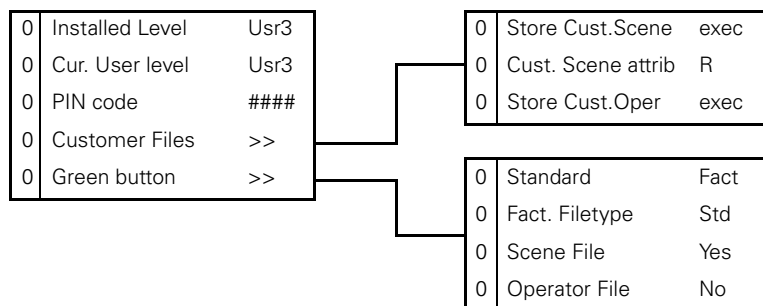 0 Installed Level Usr3
0 Cur. User level Usr3
0 PIN code ####
0 Customer Files >>
0 Green button >>
0 Store Cust.Scene exec
0 Cust. Scene attrib R
0 Store Cust.Oper exec
0 Standard Fact
0 Fact. Filetype Std
0 Scene File Yes
0 Operator File No